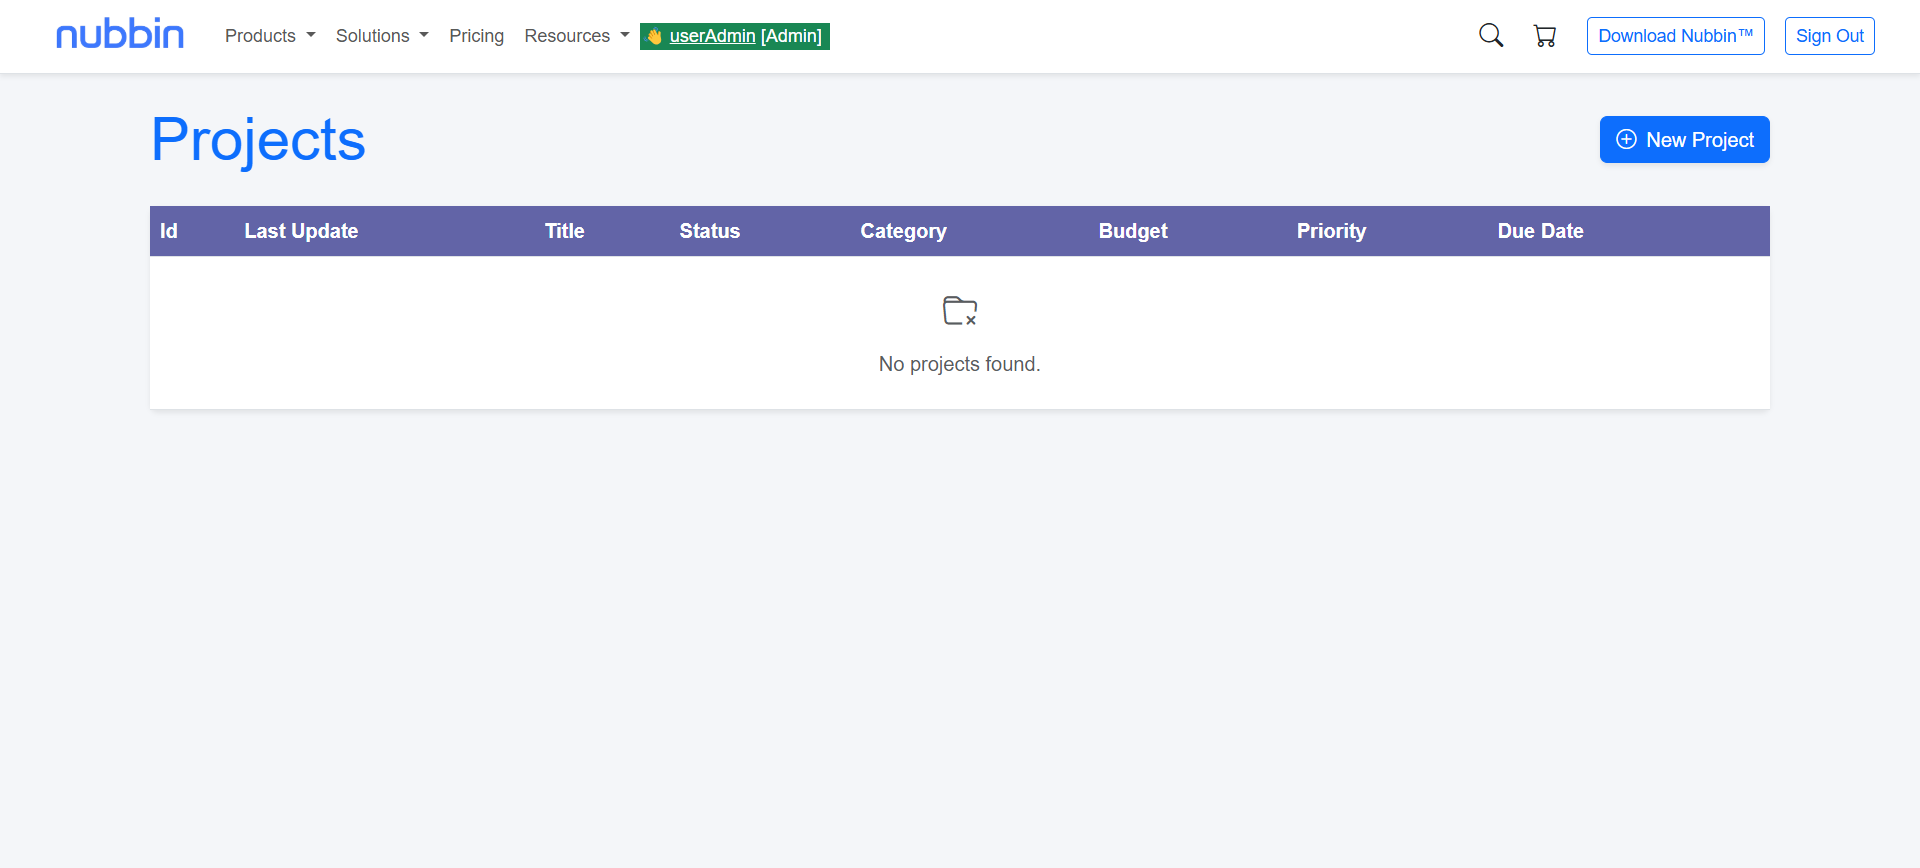 nubbin Products Solutions Pricing Resources 👋 userAdmin [Admin] Download Nubbin™ Sign Out
Projects New Project
Id Last Update Title Status Category Budget Priority Due Date
No projects found.